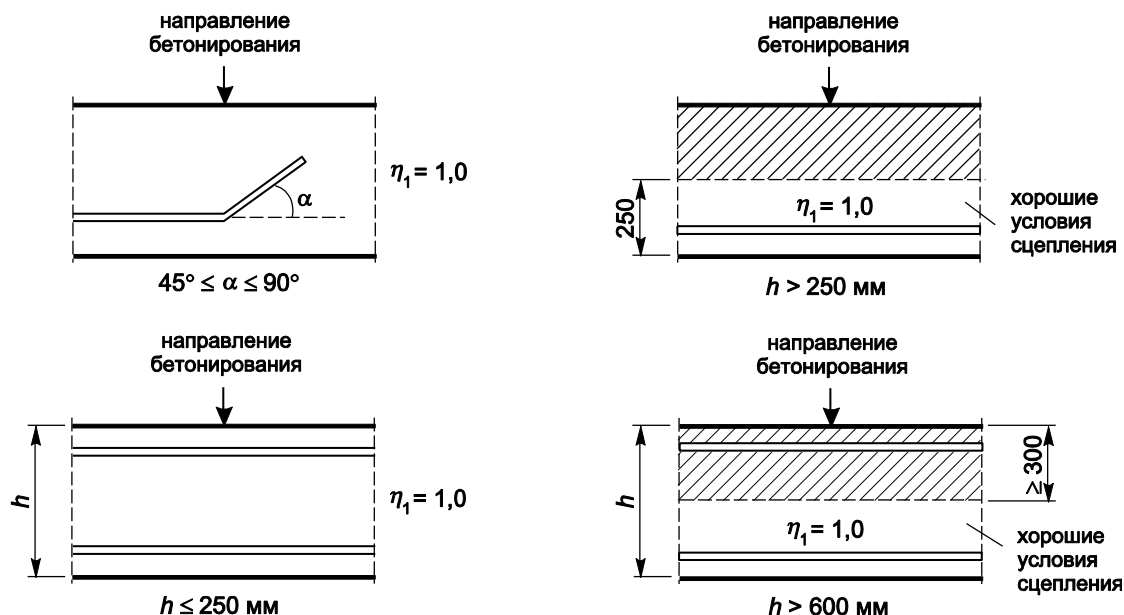 направление
бетонирования
η₁ = 1,0
α
45° ≤ α ≤ 90°
направление
бетонирования
250
η₁ = 1,0
хорошие
условия
сцепления
h > 250 мм
направление
бетонирования
h
η₁ = 1,0
h ≤ 250 мм
направление
бетонирования
h
≥ 300
η₁ = 1,0
хорошие
условия
сцепления
h > 600 мм